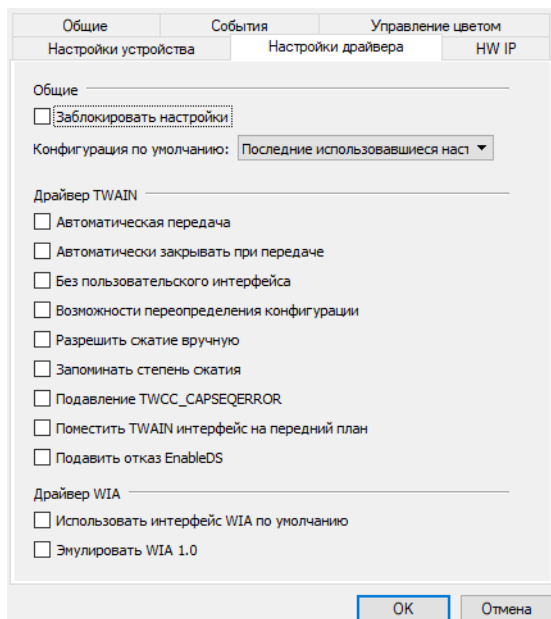 Общие События Управление цветом
Настройки устройства Настройки драйвера HW IP
Общие
Заблокировать настройки
Конфигурация по умолчанию: Последние использовавшиеся наст
Драйвер TWAIN
Автоматическая передача
Автоматически закрывать при передаче
Без пользовательского интерфейса
Возможности переопределения конфигурации
Разрешить сжатие вручную
Запоминать степень сжатия
Подавление TWCC_CAPSEQERROR
Поместить TWAIN интерфейс на передний план
Подавить отказ EnableDS
Драйвер WIA
Использовать интерфейс WIA по умолчанию
Эмулировать WIA 1.0
OK Отмена